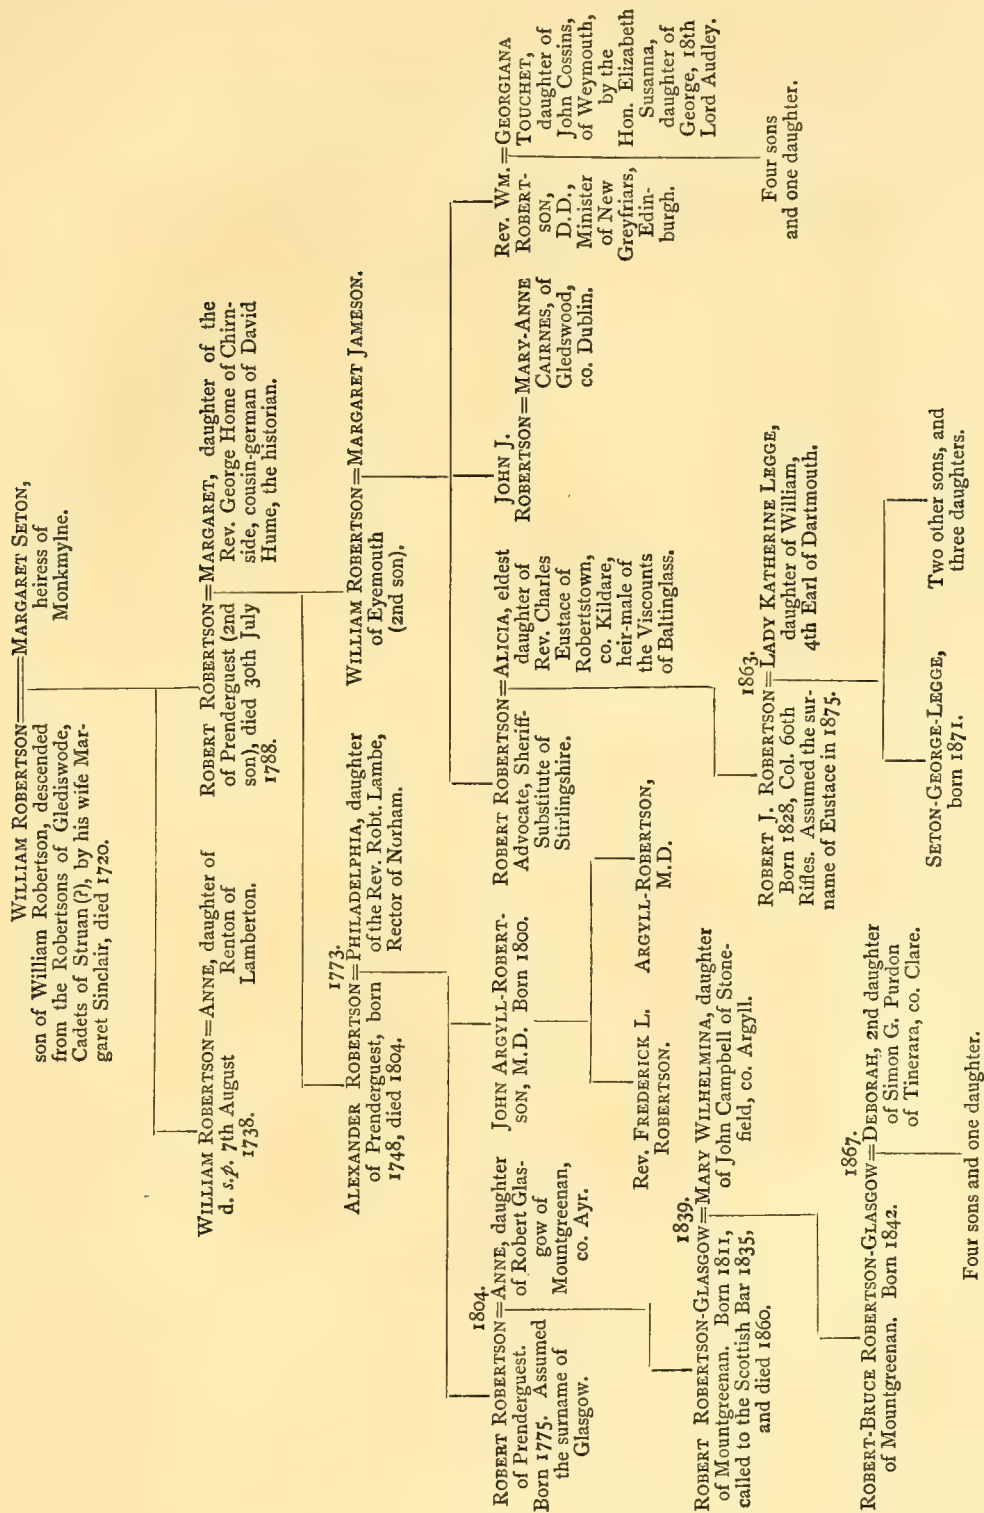 WILLIAM ROBERTSON=MARGARET SETON,
son of William Robertson, descended
from the Robertsons of Glediswode,
Cadets of Struan (?), by his wife Mar-
garet Sinclair, died 1720.
heiress of
Monkmylne.
WILLIAM ROBERTSON=ANNE, daughter of
d. s.p. 7th August
1738.
Renton of
Lamberton.
ROBERT ROBERTSON=MARGARET, daughter of the
of Prenderguest (2nd
son), died 30th July
1788.
Rev. George Home of Chirn-
side, cousin-german of David
Hume, the historian.
1773.
ALEXANDER ROBERTSON=PHILADELPHIA, daughter
of Prenderguest, born
1748, died 1804.
of the Rev. Robt. Lambe,
Rector of Norham.
WILLIAM ROBERTSON=MARGARET JAMESON.
of Eyemouth
(2nd son).
1804.
ROBERT ROBERTSON=ANNE, daughter
of Prenderguest.
Born 1775. Assumed
the surname of
Glasgow.
of Robert Glas-
gow of
Mountgreenan,
co. Ayr.
JOHN ARGYLL-ROBERT-
SON, M.D. Born 1800.
ROBERT ROBERTSON=ALICIA, eldest
Advocate, Sheriff-
Substitute of
Stirlingshire.
daughter of
Rev. Charles
Eustace of
Robertstown,
co. Kildare,
heir-male of
the Viscounts
of Baltinglass.
JOHN J.
ROBERTSON=MARY-ANNE
CAIRNES, of
Gledswood,
co. Dublin.
Rev. WM.=GEORGIANA
ROBERT-
SON,
D.D.,
Minister
of New
Greyfriars,
Edin-
burgh.
TOUCHET,
daughter of
John Cossins,
of Weymouth,
by the
Hon. Elizabeth
Susanna,
daughter of
George, 18th
Lord Audley.
Rev. FREDERICK L.
ROBERTSON.
ARGYLL-ROBERTSON,
M.D.
Four sons
and one daughter.
1839.
ROBERT ROBERTSON-GLASGOW=MARY WILHELMINA, daughter
of Mountgreenan. Born 1811,
called to the Scottish Bar 1835,
and died 1860.
of John Campbell of Stone-
field, co. Argyll.
1863.
ROBERT J. ROBERTSON=LADY KATHERINE LEGGE,
Born 1828, Col. 60th
Rifles. Assumed the sur-
name of Eustace in 1875.
daughter of William,
4th Earl of Dartmouth.
1867.
ROBERT-BRUCE ROBERTSON-GLASGOW=DEBORAH, 2nd daughter
of Mountgreenan. Born 1842.
of Simon G. Purdon
of Tinerara, co. Clare.
SETON-GEORGE-LEGGE,
born 1871.
Two other sons, and
three daughters.
Four sons and one daughter.